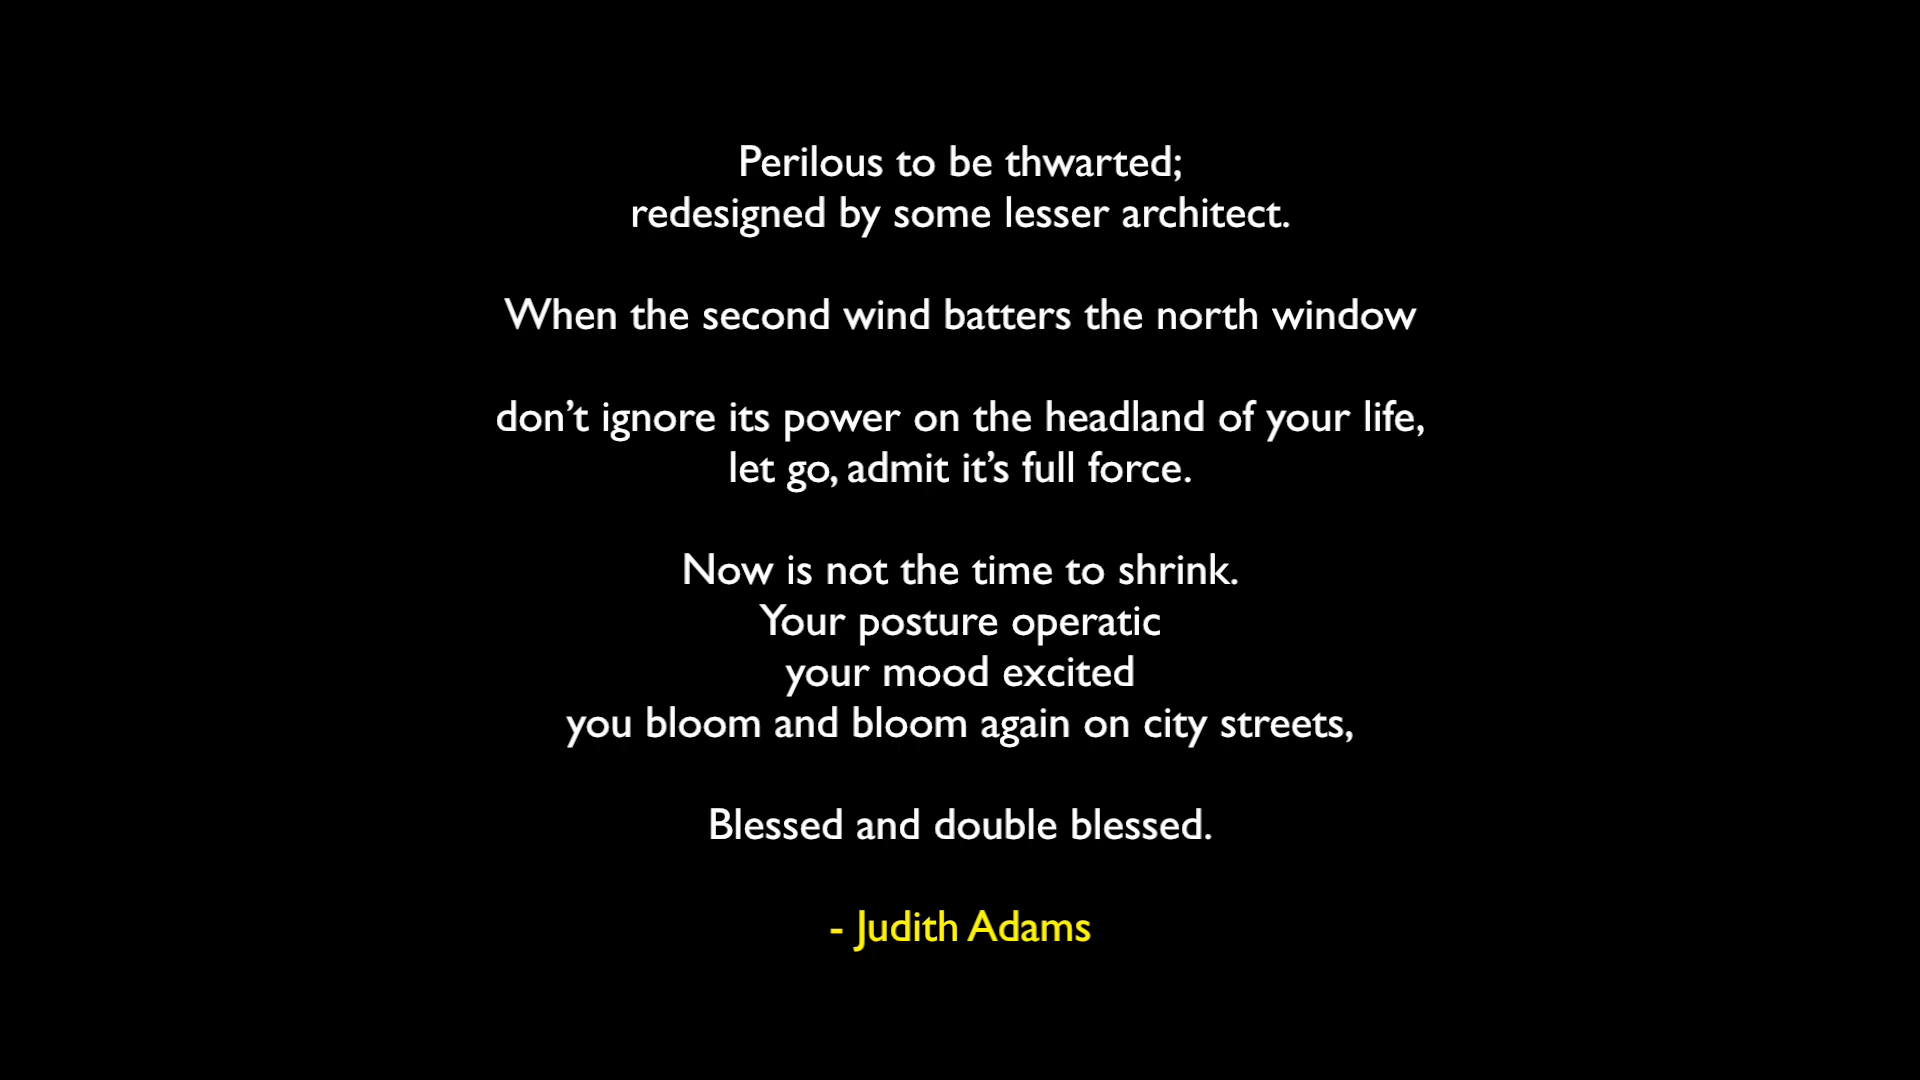 Perilous to be thwarted;
redesigned by some lesser architect.
When the second wind batters the north window
don’t ignore its power on the headland of your life,
let go, admit it’s full force.
Now is not the time to shrink.
Your posture operatic
your mood excited
you bloom and bloom again on city streets,
Blessed and double blessed.
- Judith Adams